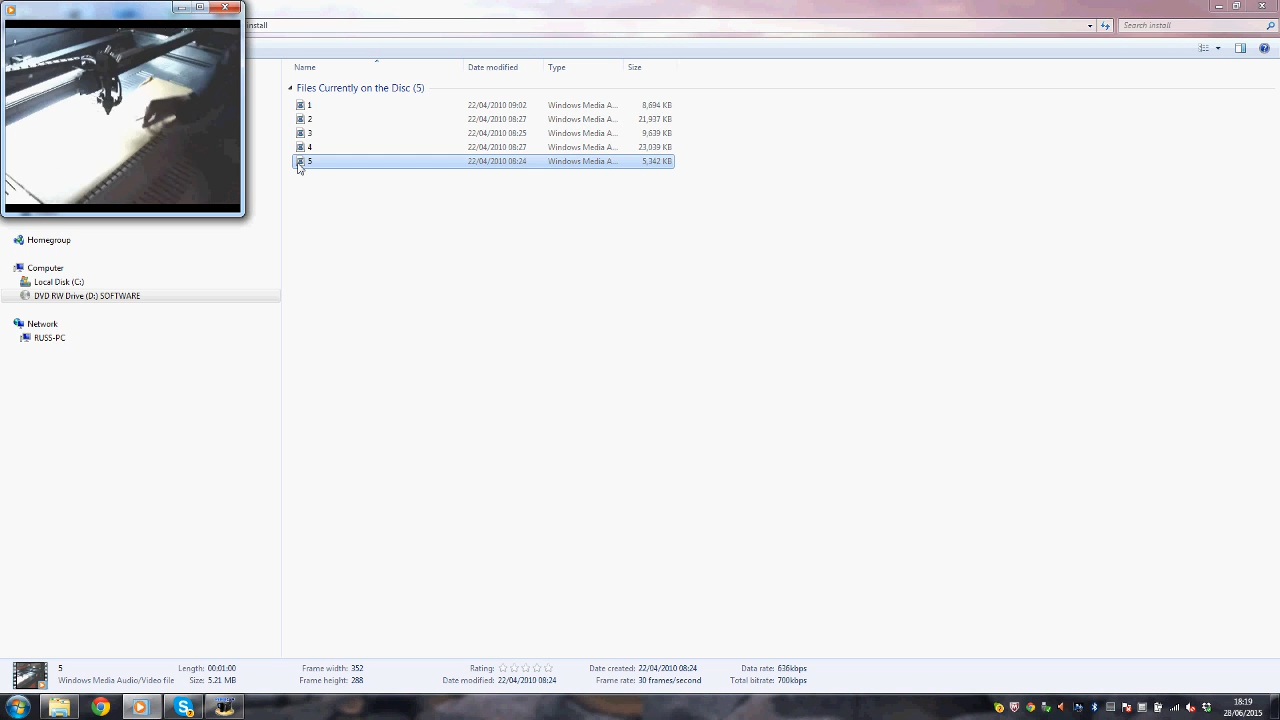 install
Search install
Name Date modified Type Size
Files Currently on the Disc (5)
1 22/04/2010 09:02 Windows Media A... 8,694 KB
2 22/04/2010 08:27 Windows Media A... 21,937 KB
3 22/04/2010 08:25 Windows Media A... 9,639 KB
4 22/04/2010 08:27 Windows Media A... 23,039 KB
5 22/04/2010 08:24 Windows Media A... 5,342 KB
Homegroup
Computer
Local Disk (C:)
DVD RW Drive (D:) SOFTWARE
Network
RUSS-PC
5 Length: 00:01:00 Frame width: 352 Rating: Date created: 22/04/2010 08:24 Data rate: 636kbps
Windows Media Audio/Video file Size: 5.21 MB Frame height: 288 Date modi... 22/04/2010 08:24 Frame rate: 30 frames/second Total bitrate: 700kbps
18:19
28/06/2015